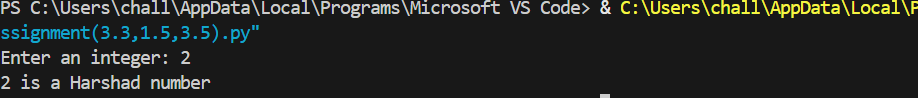 PS C:\Users\chall\AppData\Local\Programs\Microsoft VS Code> & C:\Users\chall\AppData\Local\P
ssignment(3.3,1.5,3.5).py"
Enter an integer: 2
2 is a Harshad number